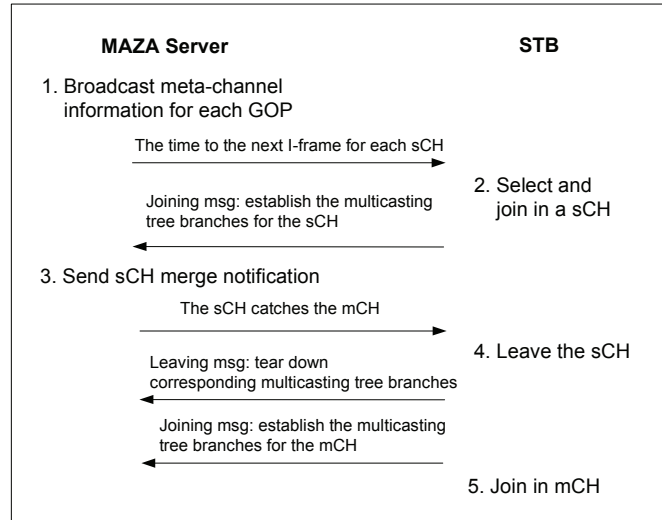 MAZA Server
STB
1. Broadcast meta-channel
information for each GOP
The time to the next I-frame for each sCH
2. Select and
join in a sCH
Joining msg: establish the multicasting
tree branches for the sCH
3. Send sCH merge notification
The sCH catches the mCH
4. Leave the sCH
Leaving msg: tear down
corresponding multicasting tree branches
Joining msg: establish the multicasting
tree branches for the mCH
5. Join in mCH